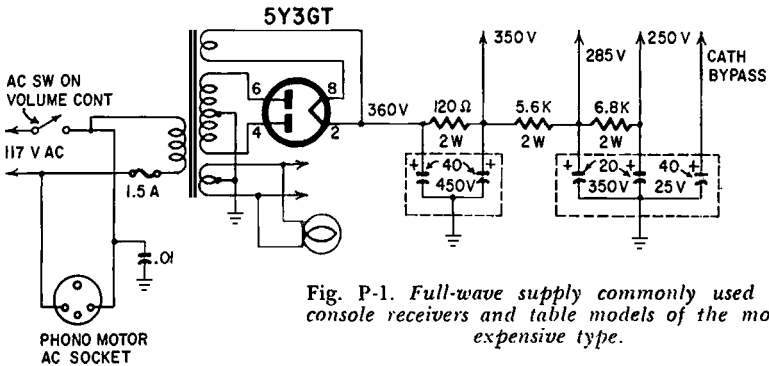 5Y3GT
AC SW ON
VOLUME CONT
117 V AC
1.5 A
.01
PHONO MOTOR
AC SOCKET
6
8
4
2
360V
120 Ω
2W
350V
5.6K
2W
285V
6.8K
2W
250V
CATH
BYPASS
+ 40 +
450V
+ 20 +
350V
40 +
25V
Fig. P-1. Full-wave supply commonly used
console receivers and table models of the mo
expensive type.